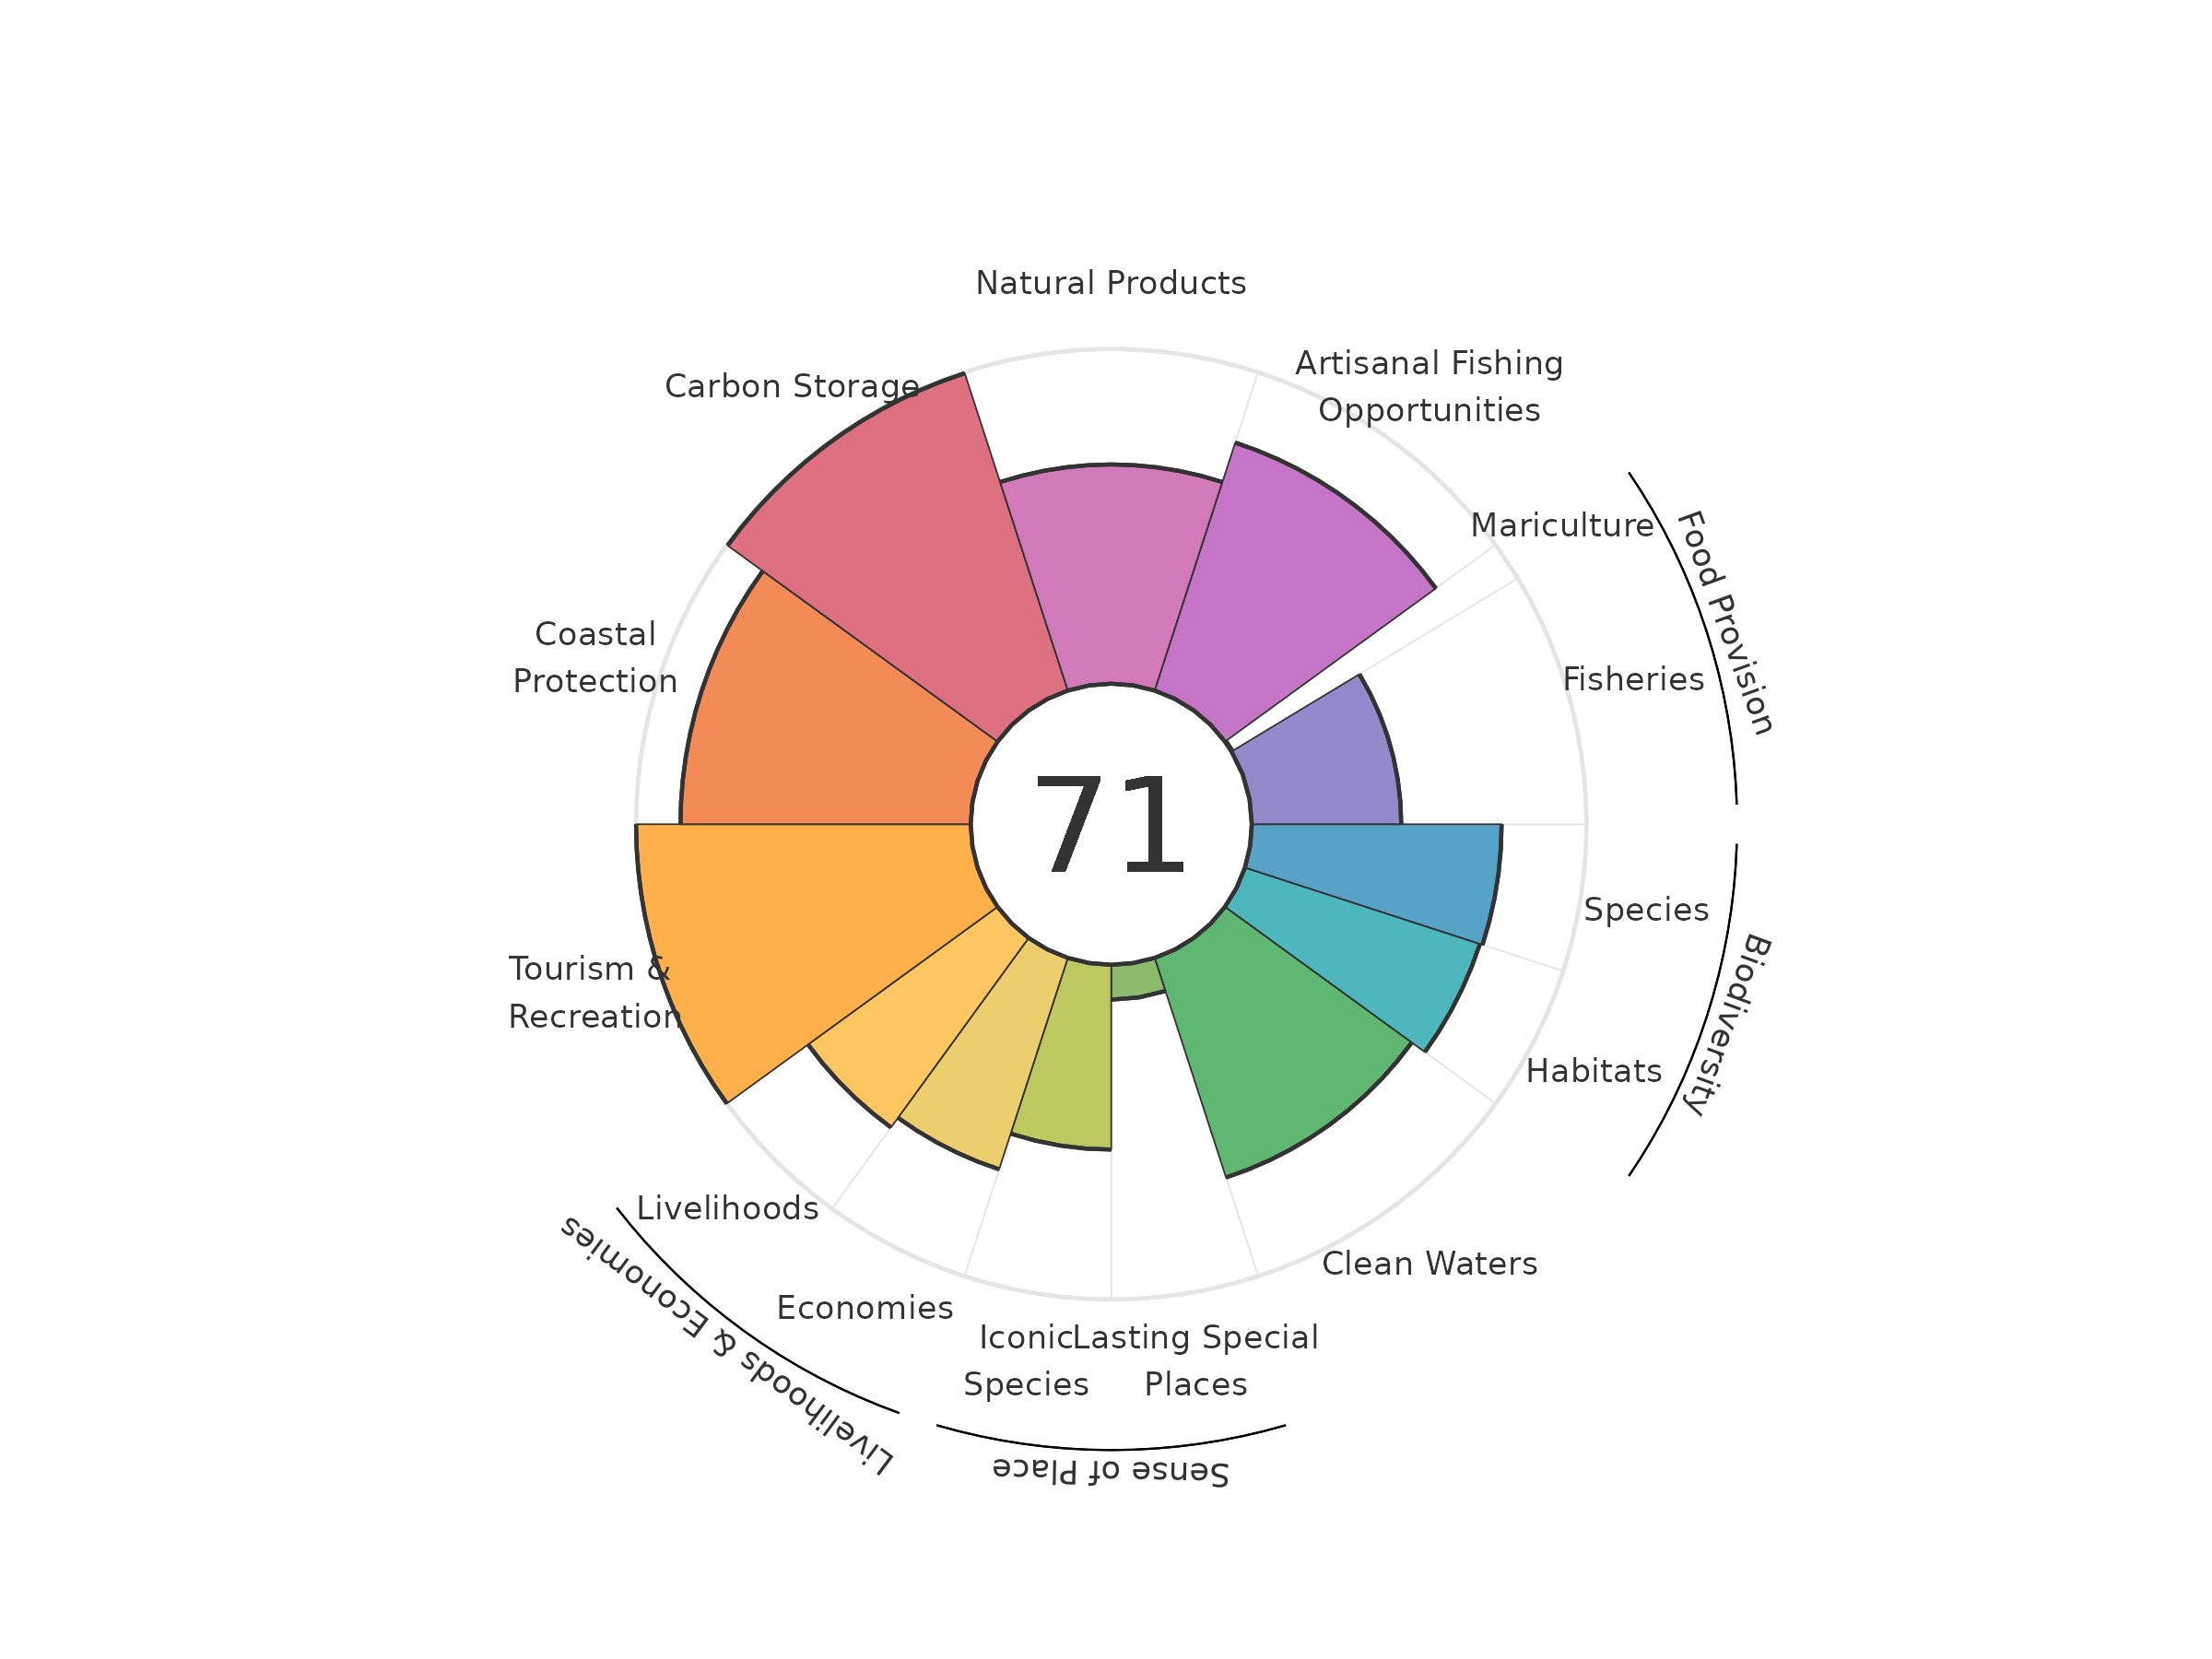 Natural Products
Carbon Storage
Artisanal Fishing
Opportunities
Mariculture
Food Provision
Fisheries
Coastal
Protection
71
Species
Biodiversity
Tourism &
Recreation
Habitats
Livelihoods
Clean Waters
Economies
Livelihoods & Economies
Iconic
Species
Lasting Special
Places
Sense of Place